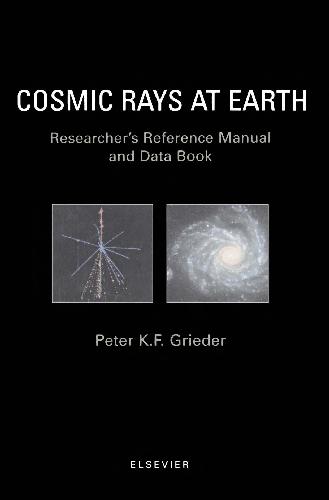 COSMIC RAYS AT EARTH
Researcher's Reference Manual
and Data Book
Peter K.F. Grieder
ELSEVIER